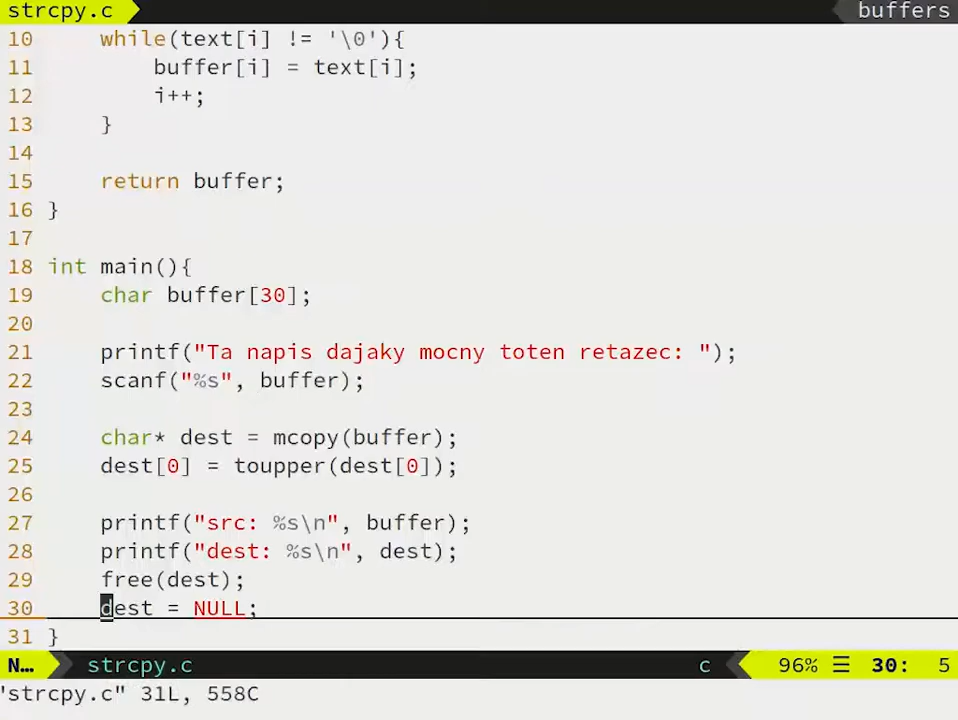 strcpy.c buffers
10 while(text[i] != '\0'){
11 buffer[i] = text[i];
12 i++;
13 }
14
15 return buffer;
16 }
17
18 int main(){
19 char buffer[30];
20
21 printf("Ta napis dajaky mocny toten retazec: ");
22 scanf("%s", buffer);
23
24 char* dest = mcopy(buffer);
25 dest[0] = toupper(dest[0]);
26
27 printf("src: %s\n", buffer);
28 printf("dest: %s\n", dest);
29 free(dest);
30 dest = NULL;
31 }
N… strcpy.c c 96% ☰ 30: 5
"strcpy.c" 31L, 558C